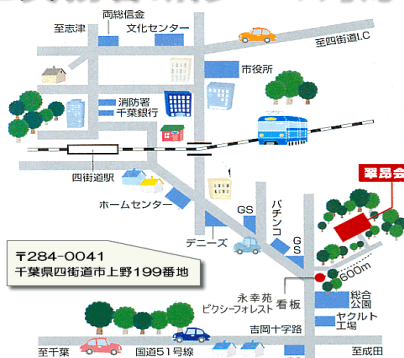 両総信金
文化センター
至志津
至四街道I.C
市役所
消防署
千葉銀行
四街道駅
ホームセンター
デニーズ
GS
パチンコ
GS
翠昂会
〒284-0041
千葉県四街道市上野199番地
600m
永幸苑
ピクシーフォレスト
看板
総合
公園
ヤクルト
工場
吉岡十字路
至千葉
国道51号線
GS
至成田